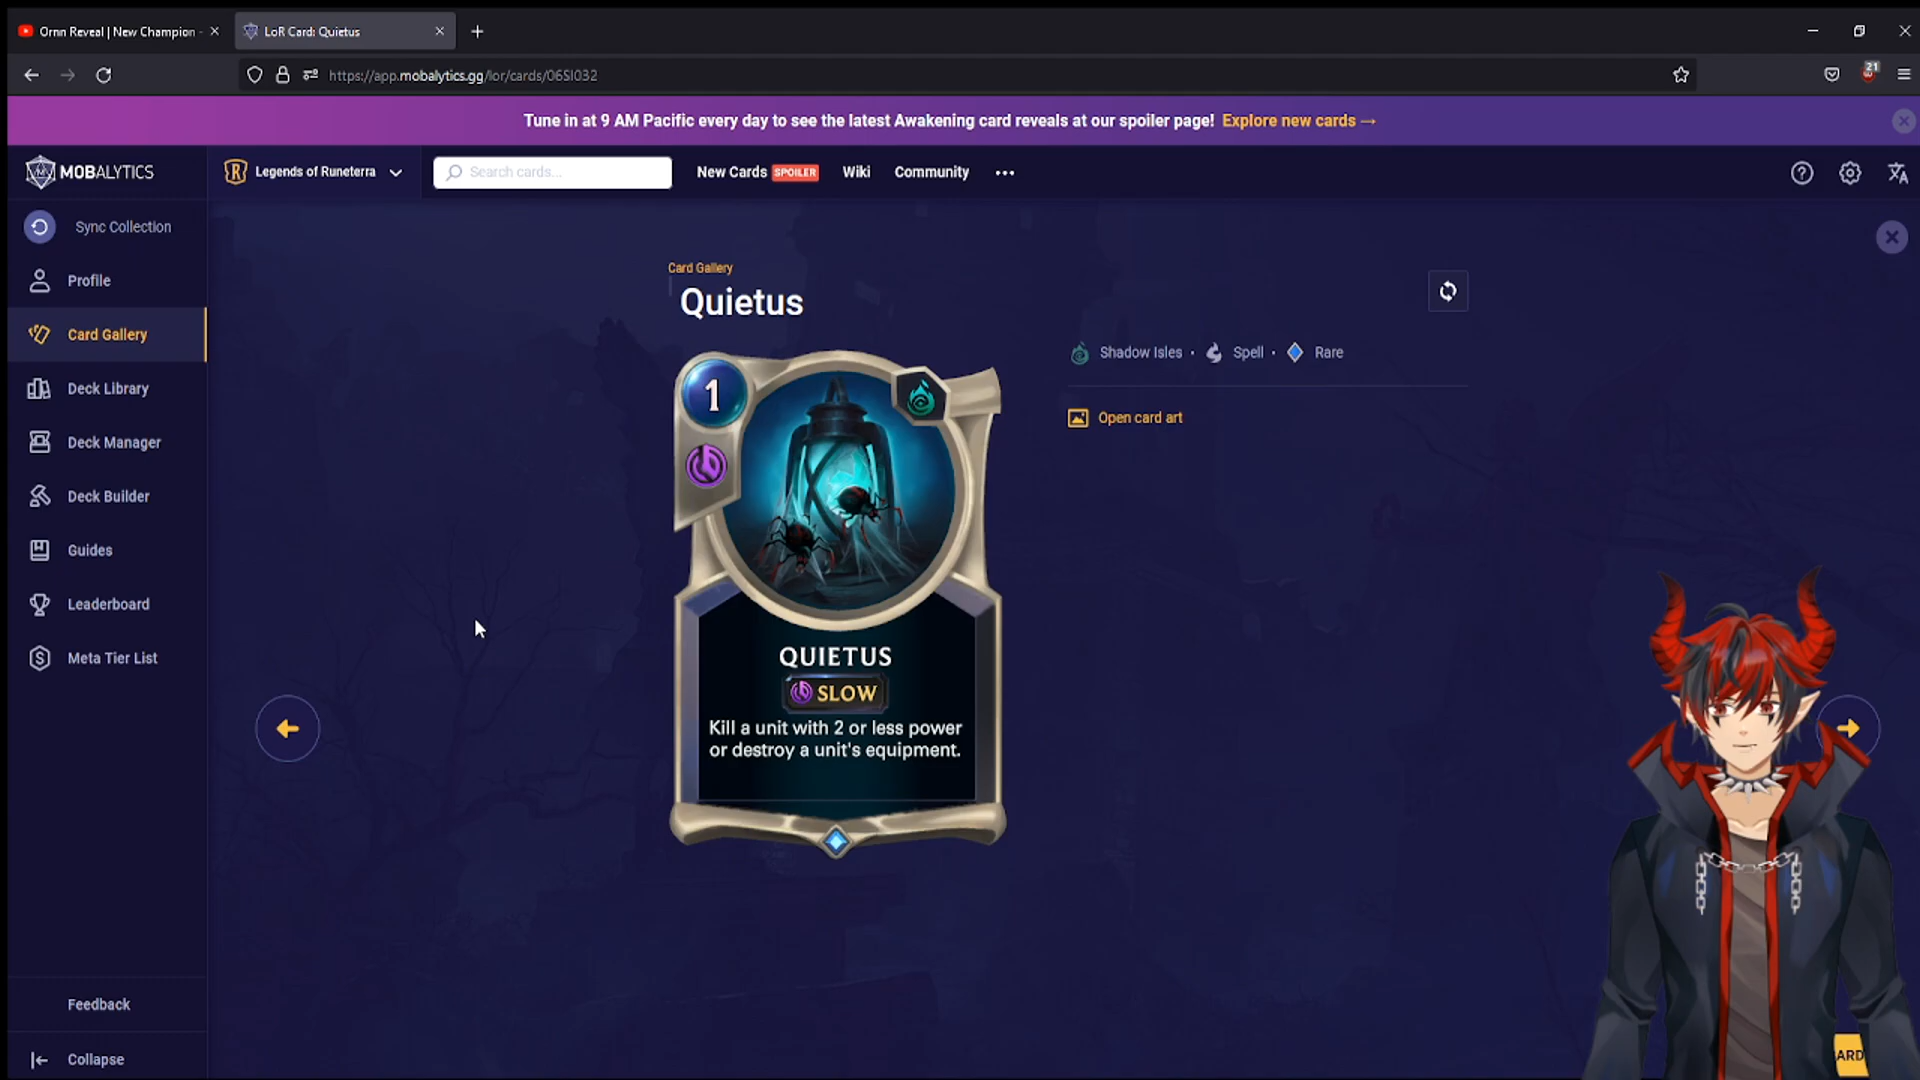 Ornn Reveal | New Champion -
LoR Card: Quietus
https://app.mobalytics.gg/lor/cards/06SI032
21
Tune in at 9 AM Pacific every day to see the latest Awakening card reveals at our spoiler page! Explore new cards →
MOBALYTICS
Legends of Runeterra
Search cards...
New Cards SPOILER
Wiki
Community
Sync Collection
Profile
Card Gallery
Deck Library
Deck Manager
Deck Builder
Guides
Leaderboard
Meta Tier List
Feedback
Collapse
Card Gallery
Quietus
Shadow Isles · Spell · Rare
Open card art
1
QUIETUS
SLOW
Kill a unit with 2 or less power
or destroy a unit's equipment.
ARD